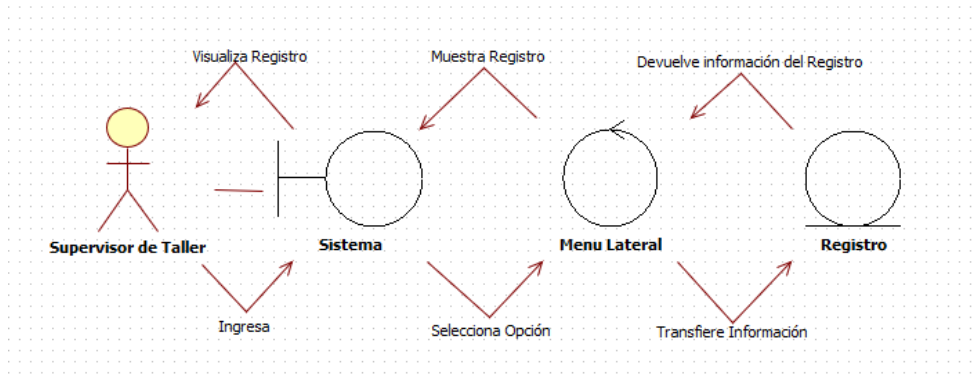 Visualiza Registro
Muestra Registro
Devuelve información del Registro
Supervisor de Taller
Sistema
Menu Lateral
Registro
Ingresa
Selecciona Opción
Transfiere Información